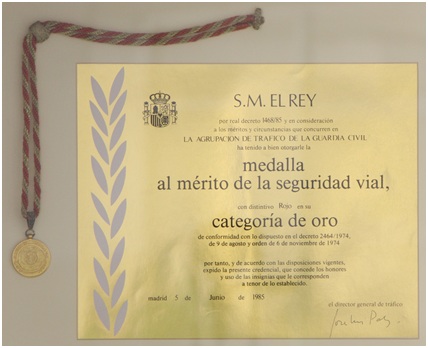 S.M. EL REY
por real decreto 1468/85 y en consideración
a los méritos y circunstancias que concurren en
LA AGRUPACION DE TRAFICO DE LA GUARDIA CIVIL
ha tenido a bien otorgarle la
medalla
al mérito de la seguridad vial,
con distintivo Rojo en su
categoría de oro
de conformidad con lo dispuesto en el decreto 2464/1974,
de 9 de agosto y orden de 6 de noviembre de 1974
por tanto, y de acuerdo con las disposiciones vigentes,
expido la presente credencial, que concede los honores
y uso de las insignias que le corresponden
a tenor de lo establecido.
madrid 5 de Junio de 1985
el director general de tráfico